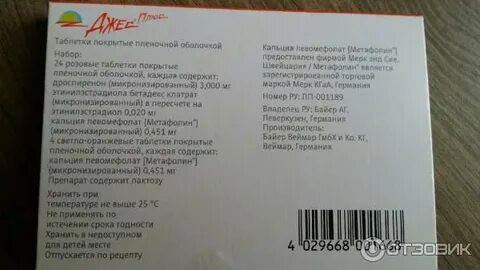 Джес Плюс
Таблетки покрытые пленочной оболочкой
Набор:
24 розовые таблетки покрытые
пленочной оболочкой, каждая содержит:
дроспиренон (микронизированный) 3,000 мг
этинилэстрадиола бетадекс клатрат
(микронизированный) в пересчете на
этинилэстрадиол 0,020 мг
кальция левомефолат [Метафолин®]
(микронизированный) 0,451 мг
4 светло-оранжевые таблетки покрытые
пленочной оболочкой, каждая содержит:
кальция левомефолат [Метафолин®]
(микронизированный) 0,451 мг
Препарат содержит лактозу
Хранить при
температуре не выше 25 °C
Не применять по
истечении срока годности
Хранить в недоступном
для детей месте
Отпускается по рецепту
Кальция левомефолат [Метафолин®]
предоставлен фирмой Мерк энд Сие,
Швейцария / Метафолин® является
зарегистрированной торговой
маркой Мерк КГаА, Германия
Номер РУ: ЛП-001189
Владелец РУ: Байер АГ,
Леверкузен, Германия
Производитель:
Байер Веймар ГмбХ и Ко. КГ,
Веймар, Германия
4 029668 001668
ОТЗОВИК